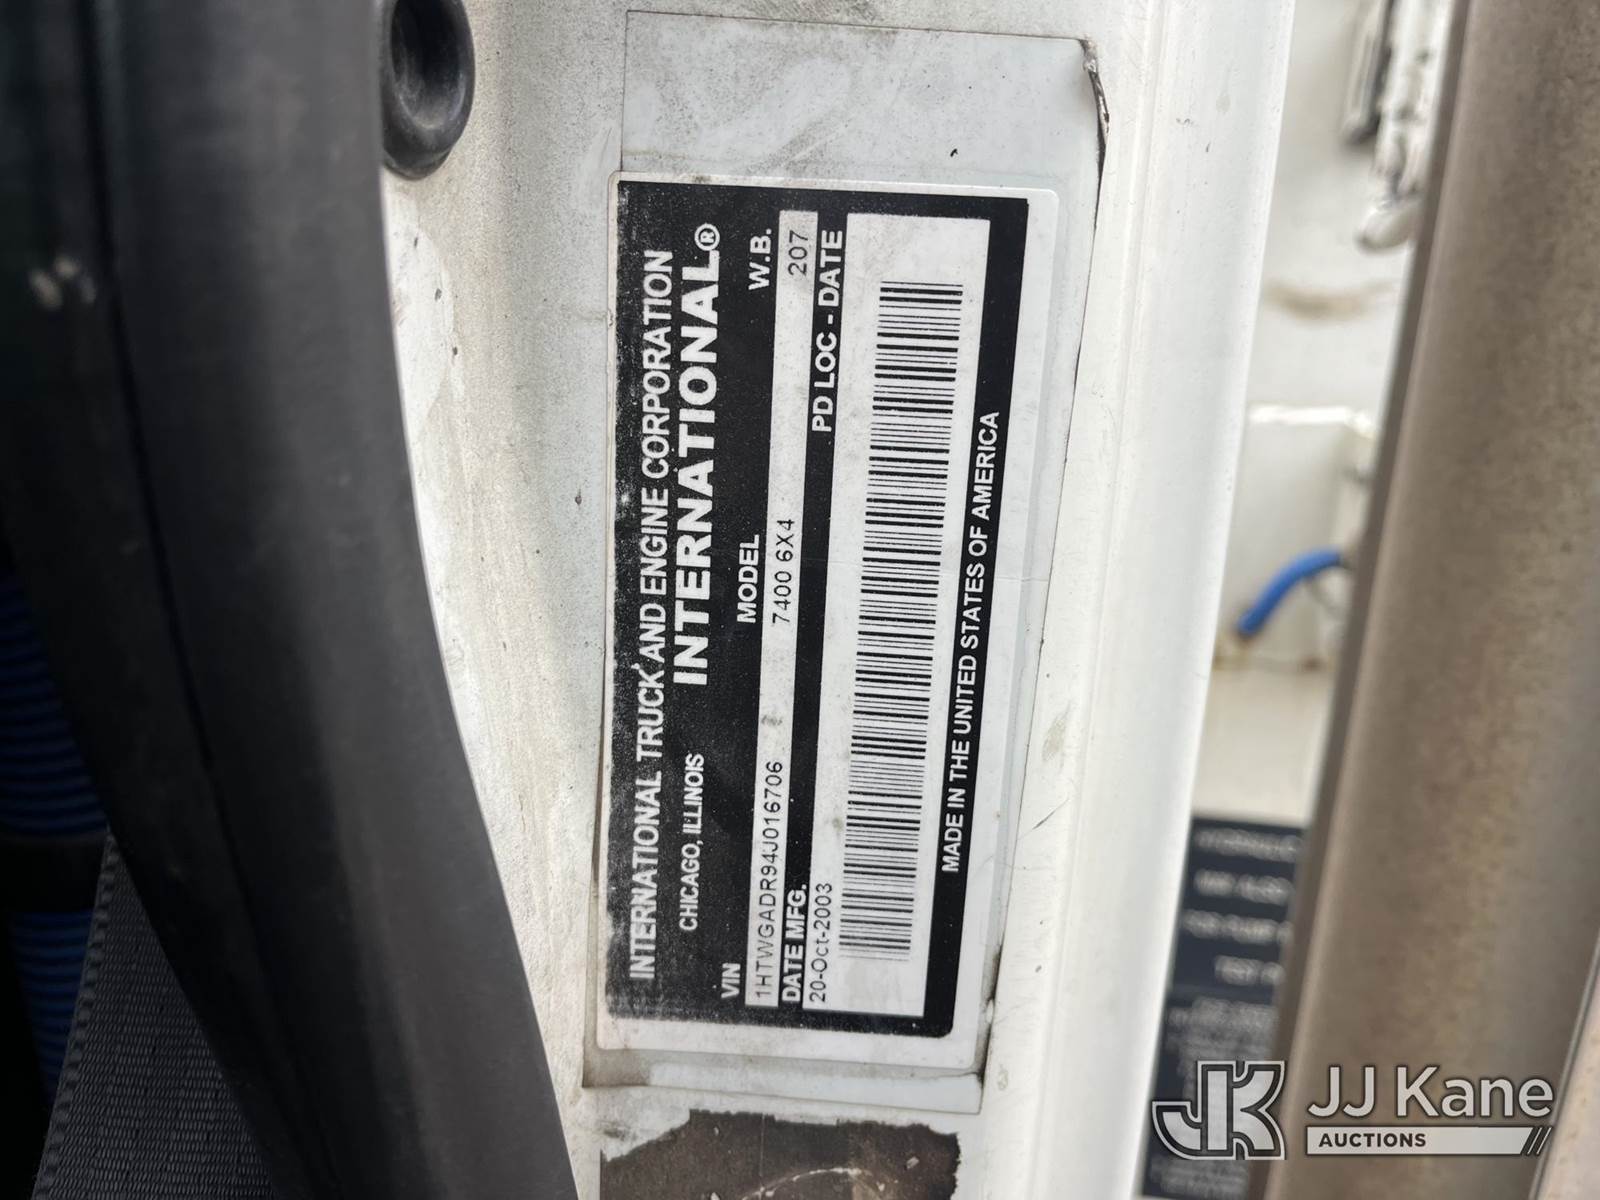 INTERNATIONAL TRUCK AND ENGINE CORPORATION
CHICAGO, ILLINOIS INTERNATIONAL®
VIN MODEL W.B.
1HTWGADR94J016706 7400 6X4 207
DATE MFG. PD LOC - DATE
20-Oct-2003
MADE IN THE UNITED STATES OF AMERICA
JK JJ Kane
AUCTIONS